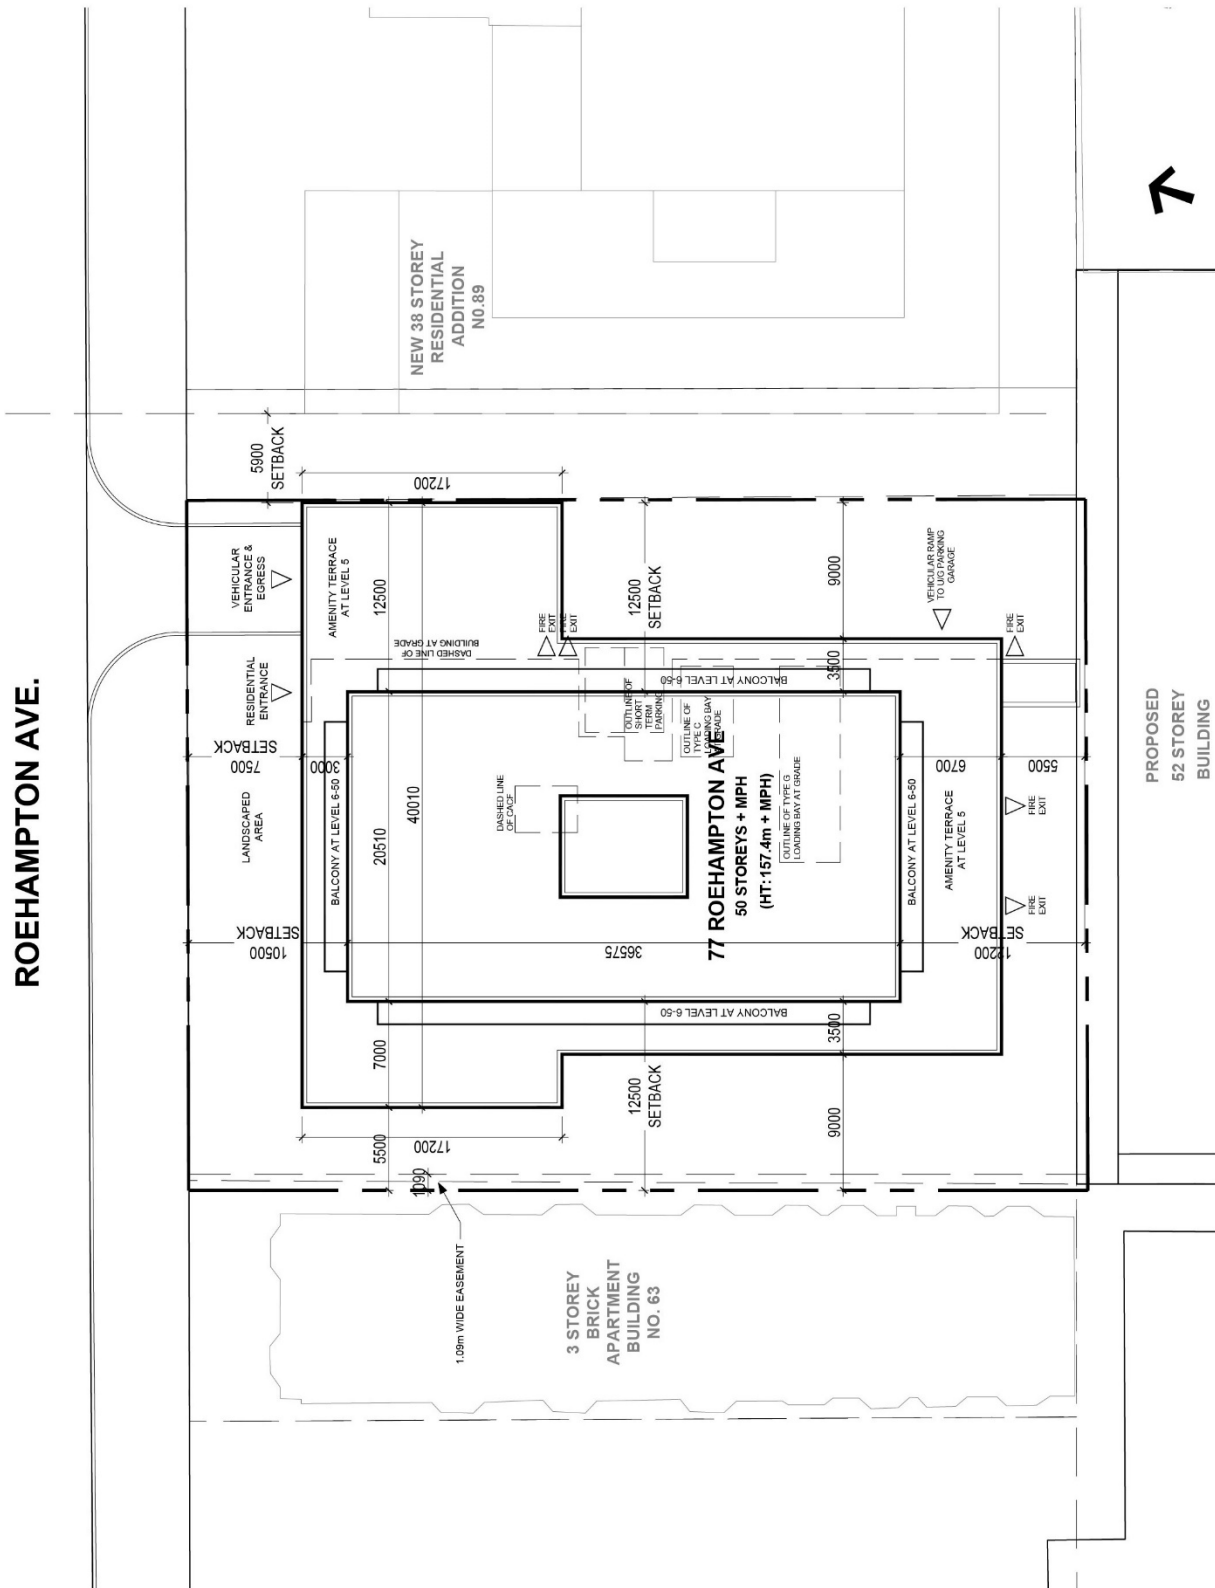 ROEHAMPTON AVE.
NEW 38 STOREY
RESIDENTIAL
ADDITION
N0.89
5900
SETBACK
17200
VEHICULAR
ENTRANCE &
EGRESS
AMENITY TERRACE
AT LEVEL 5
12500
12500
SETBACK
9000
VEHICULAR RAMP
TO U/G PARKING
GARAGE
RESIDENTIAL
ENTRANCE
DASHED LINE OF
BUILDING AT GRADE
FIRE
EXIT
FIRE
EXIT
FIRE
EXIT
BALCONY AT LEVEL 6-50
3500
OUTLINE OF
SHORT
TERM
PARKING
OUTLINE OF
TYPE C
LOADING BAY
AT GRADE
OUTLINE OF TYPE G
LOADING BAY AT GRADE
SETBACK
7500
3000
40010
20510
LANDSCAPED
AREA
BALCONY AT LEVEL 6-50
DASHED LINE
OF CACF
77 ROEHAMPTON AVE
50 STOREYS + MPH
(HT:157.4m + MPH)
BALCONY AT LEVEL 6-50
6700
5500
AMENITY TERRACE
AT LEVEL 5
FIRE
EXIT
FIRE
EXIT
SETBACK
10500
36575
SETBACK
12200
BALCONY AT LEVEL 6-50
7000
3500
12500
SETBACK
9000
17200
5500
1090
1.09m WIDE EASEMENT
3 STOREY
BRICK
APARTMENT
BUILDING
NO. 63
PROPOSED
52 STOREY
BUILDING